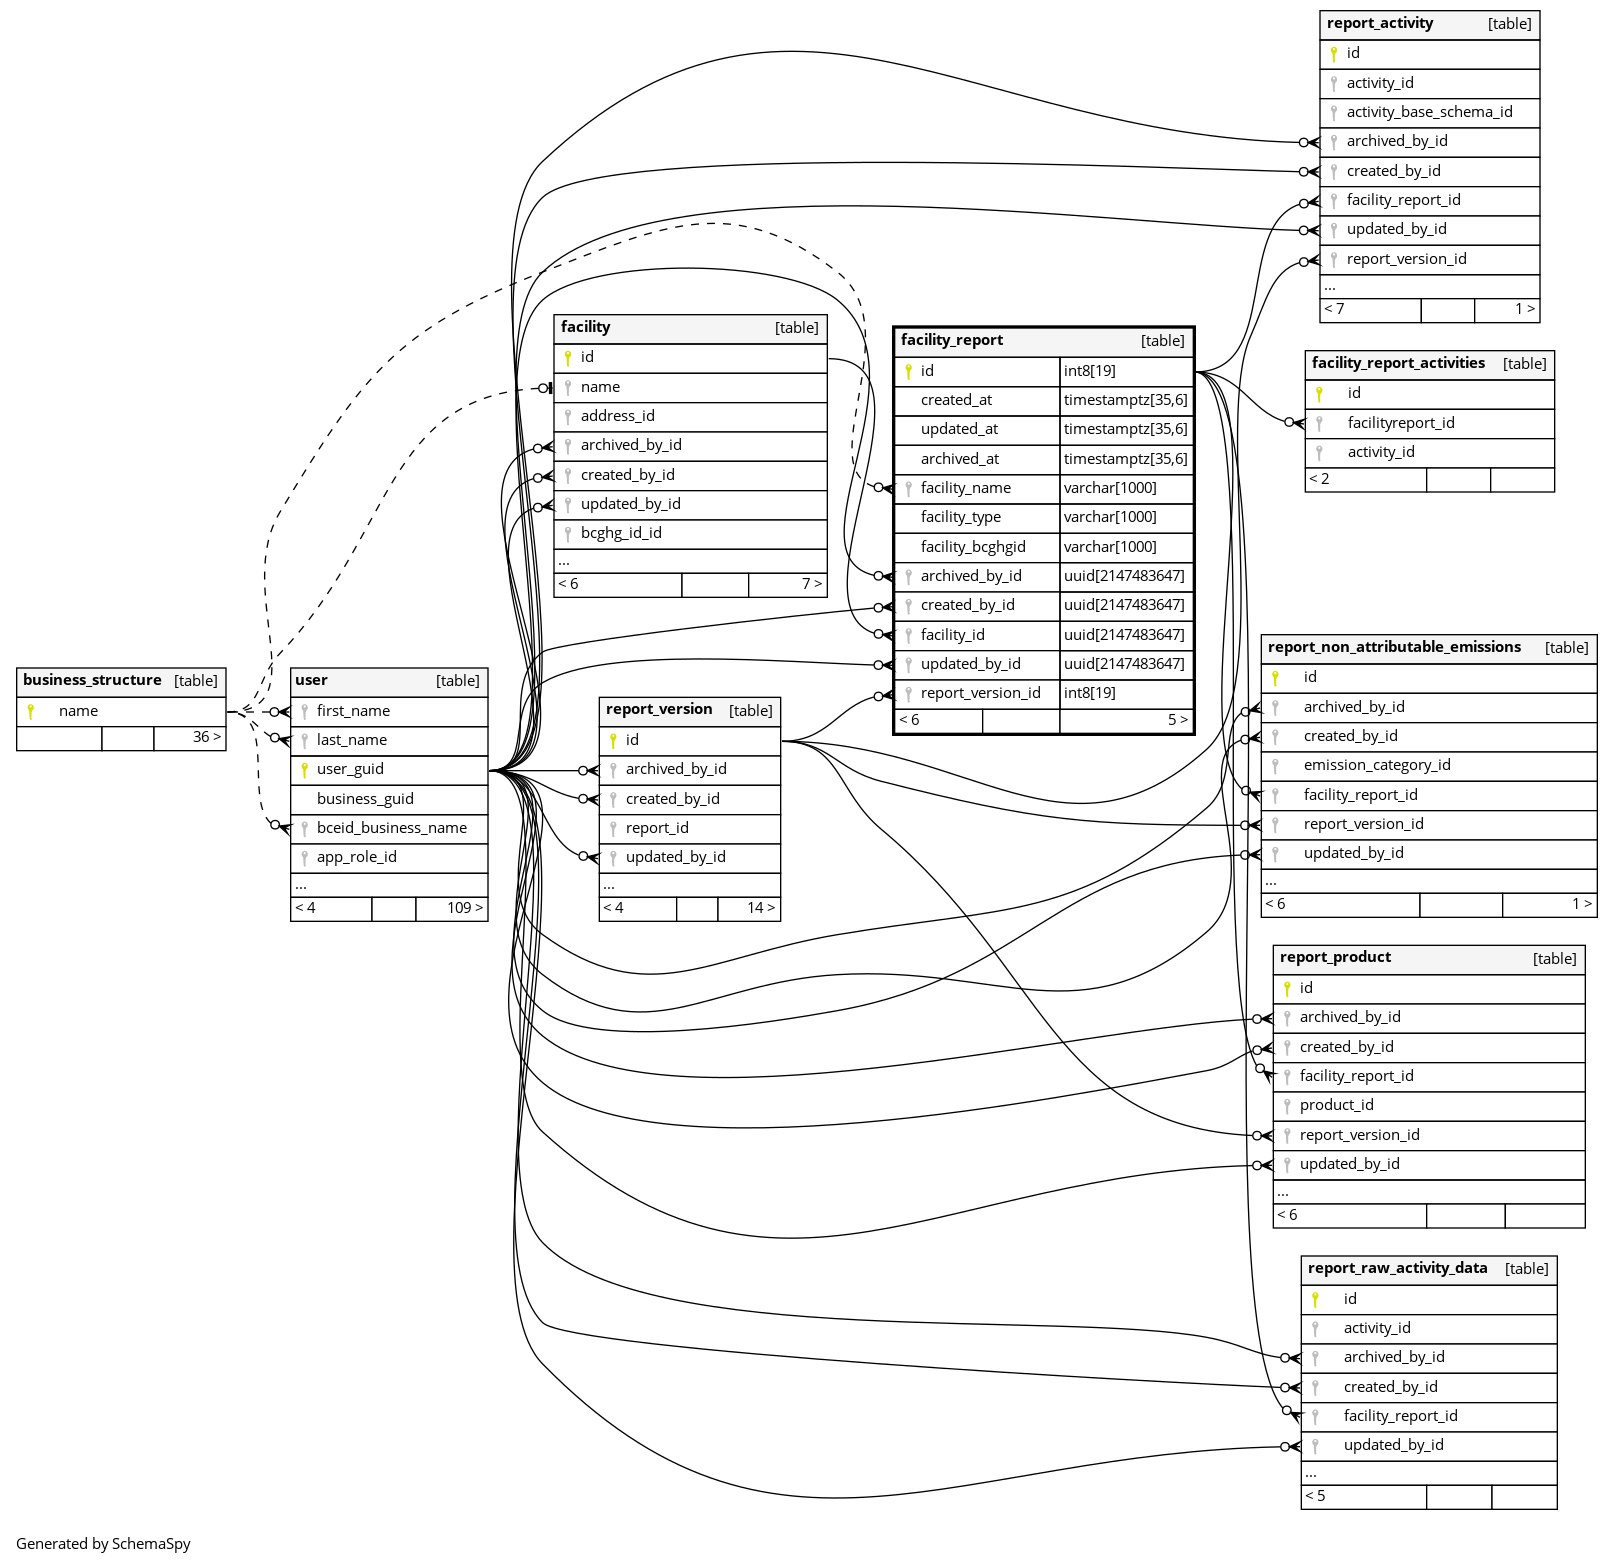 report_activity [table]
id
activity_id
activity_base_schema_id
archived_by_id
created_by_id
facility_report_id
updated_by_id
report_version_id
...
< 7 1 >
facility [table]
id
name
address_id
archived_by_id
created_by_id
updated_by_id
bcghg_id_id
...
< 6 7 >
facility_report [table]
id int8[19]
created_at timestamptz[35,6]
updated_at timestamptz[35,6]
archived_at timestamptz[35,6]
facility_name varchar[1000]
facility_type varchar[1000]
facility_bcghgid varchar[1000]
archived_by_id uuid[2147483647]
created_by_id uuid[2147483647]
facility_id uuid[2147483647]
updated_by_id uuid[2147483647]
report_version_id int8[19]
< 6 5 >
facility_report_activities [table]
id
facilityreport_id
activity_id
< 2
business_structure [table]
name
36 >
user [table]
first_name
last_name
user_guid
business_guid
bceid_business_name
app_role_id
...
< 4 109 >
report_version [table]
id
archived_by_id
created_by_id
report_id
updated_by_id
...
< 4 14 >
report_non_attributable_emissions [table]
id
archived_by_id
created_by_id
emission_category_id
facility_report_id
report_version_id
updated_by_id
...
< 6 1 >
report_product [table]
id
archived_by_id
created_by_id
facility_report_id
product_id
report_version_id
updated_by_id
...
< 6
report_raw_activity_data [table]
id
activity_id
archived_by_id
created_by_id
facility_report_id
updated_by_id
...
< 5
Generated by SchemaSpy